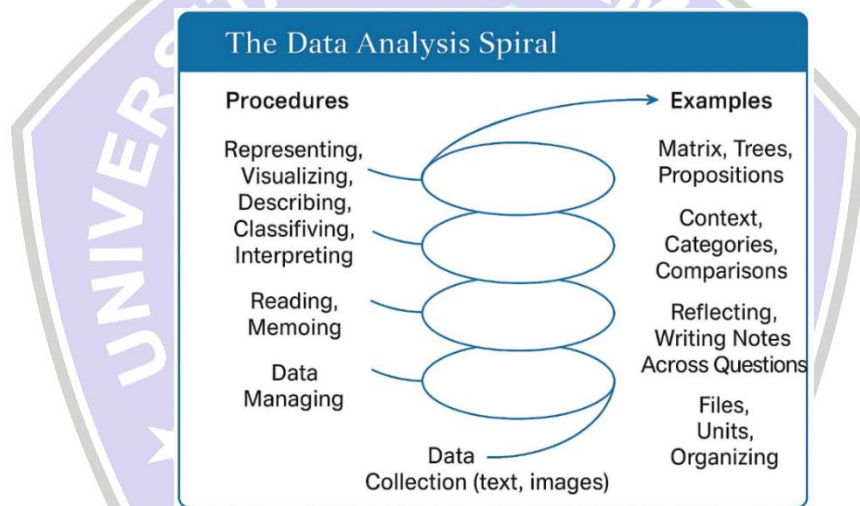 The Data Analysis Spiral
Procedures
Representing,
Visualizing,
Describing,
Classifiving,
Interpreting
Reading,
Memoing
Data
Managing
Data
Collection (text, images)
Examples
Matrix, Trees,
Propositions
Context,
Categories,
Comparisons
Reflecting,
Writing Notes
Across Questions
Files,
Units,
Organizing
UNIVERSITA